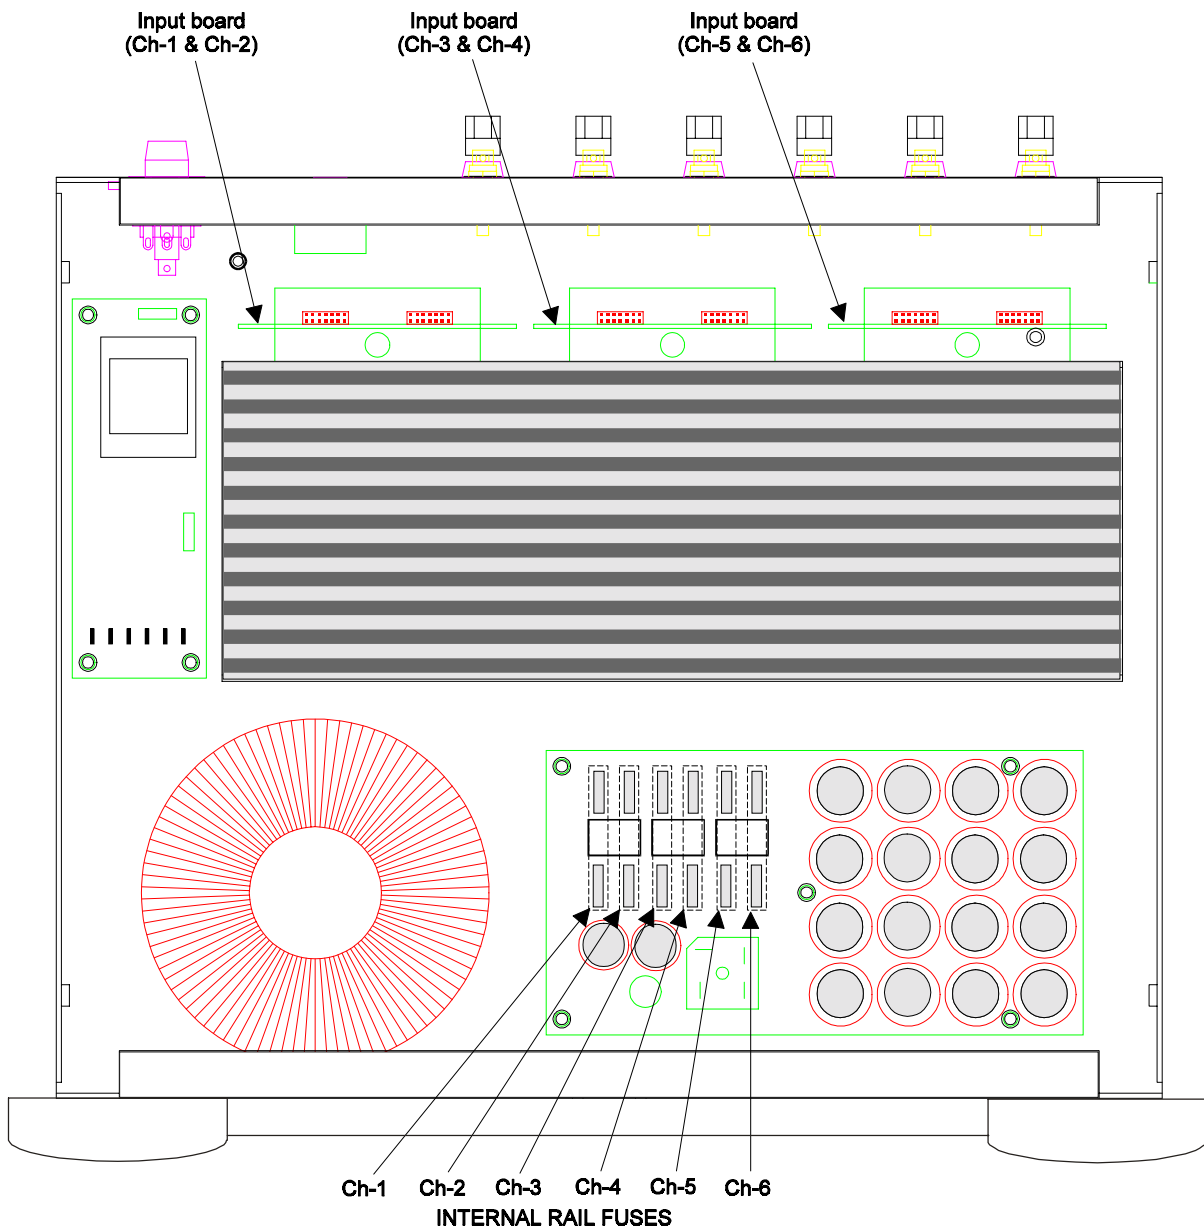 Input board
(Ch-1 & Ch-2)
Input board
(Ch-3 & Ch-4)
Input board
(Ch-5 & Ch-6)
Ch-1 Ch-2 Ch-3 Ch-4 Ch-5 Ch-6
INTERNAL RAIL FUSES